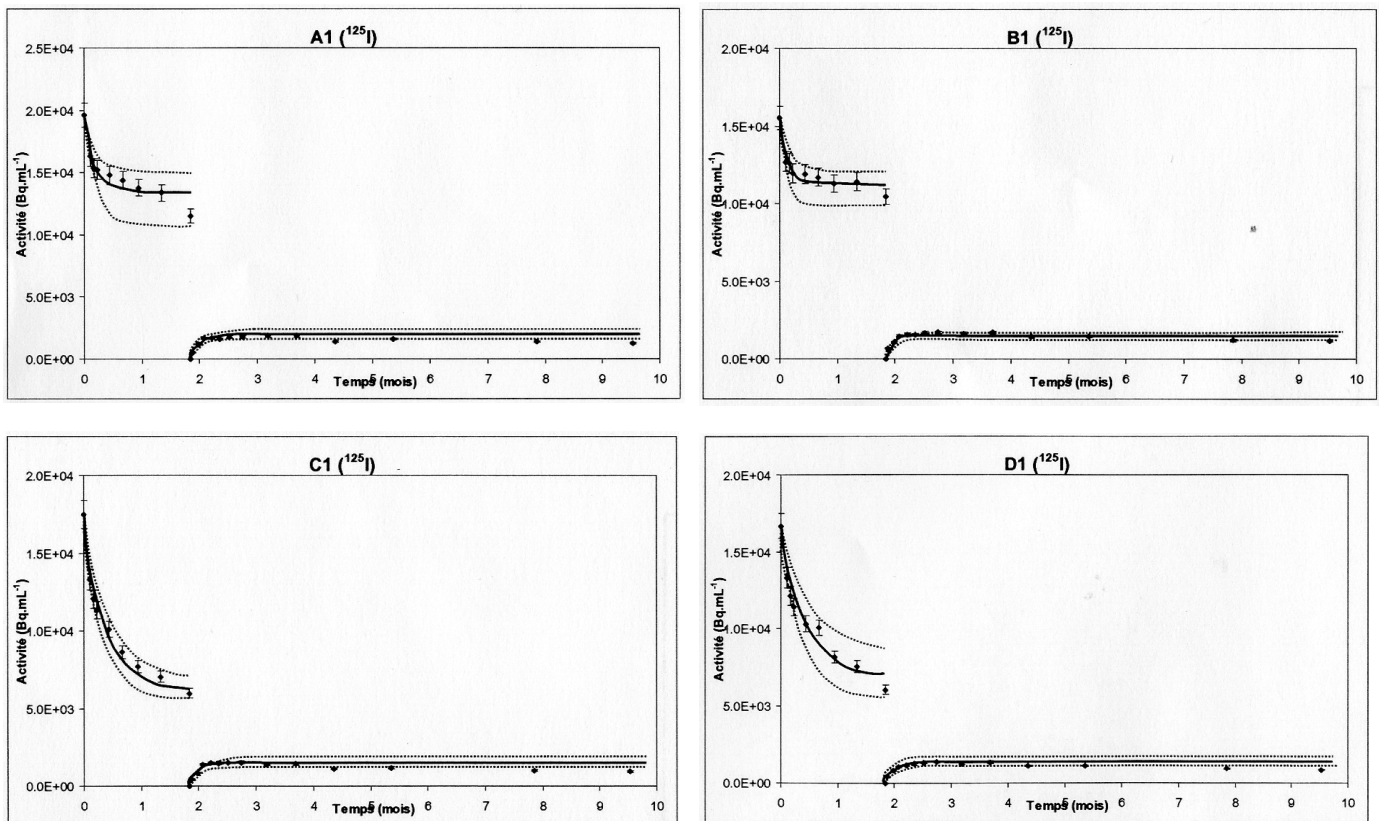 A1 (¹²⁵I)
Activité (Bq.mL⁻¹)
2.5E+04
2.0E+04
1.5E+04
1.0E+04
5.0E+03
0.0E+00
0 1 2 3 4 5 6 7 8 9 10
Temps (mois)
B1 (¹²⁵I)
Activité (Bq.mL⁻¹)
2.0E+04
1.5E+04
1.0E+04
5.0E+03
0.0E+00
0 1 2 3 4 5 6 7 8 9 10
Temps (mois)
C1 (¹²⁵I)
Activité (Bq.mL⁻¹)
2.0E+04
1.5E+04
1.0E+04
5.0E+03
0.0E+00
0 1 2 3 4 5 6 7 8 9 10
Temps (mois)
D1 (¹²⁵I)
Activité (Bq.mL⁻¹)
2.0E+04
1.5E+04
1.0E+04
5.0E+03
0.0E+00
0 1 2 3 4 5 6 7 8 9 10
Temps (mois)